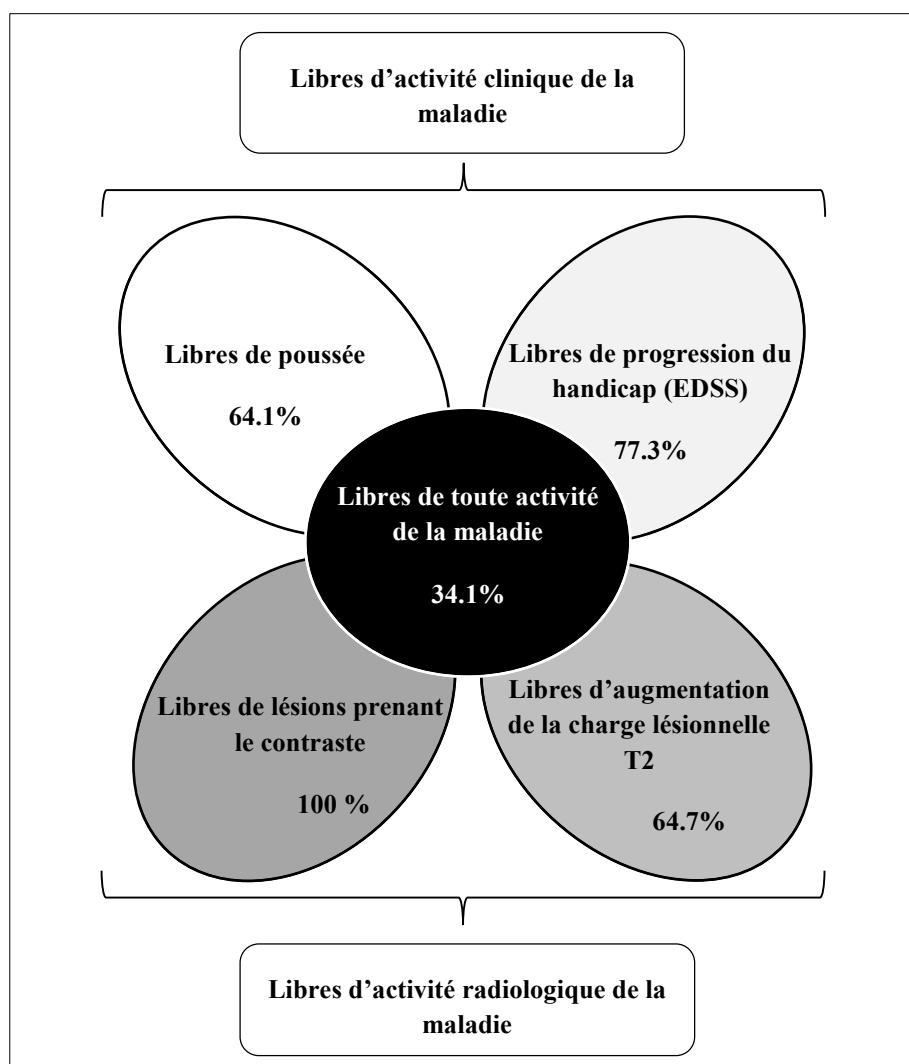 Libres d'activité clinique de la
maladie
Libres de poussée
64.1%
Libres de progression du
handicap (EDSS)
77.3%
Libres de toute activité
de la maladie
34.1%
Libres de lésions prenant
le contraste
100 %
Libres d'augmentation
de la charge lésionnelle
T2
64.7%
Libres d'activité radiologique de la
maladie